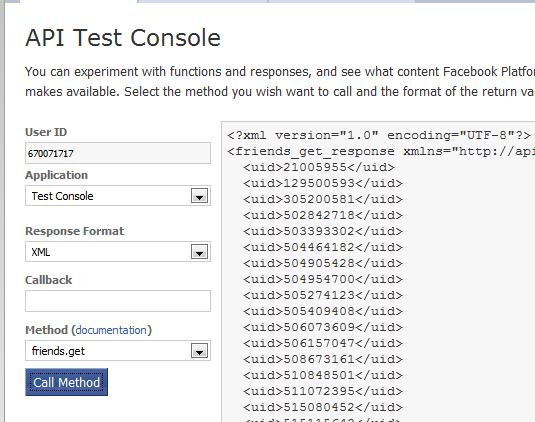 API Test Console
You can experiment with functions and responses, and see what content Facebook Platfo
makes available. Select the method you wish want to call and the format of the return va
User ID
670071717
Application
Test Console
Response Format
XML
Callback
Method (documentation)
friends.get
Call Method
<?xml version="1.0" encoding="UTF-8"?>
<friends_get_response xmlns="http://api
<uid>21005955</uid>
<uid>129500593</uid>
<uid>305200581</uid>
<uid>502842718</uid>
<uid>503393302</uid>
<uid>504464182</uid>
<uid>504905428</uid>
<uid>504954700</uid>
<uid>505274123</uid>
<uid>505409408</uid>
<uid>506073609</uid>
<uid>506157047</uid>
<uid>508673161</uid>
<uid>510848501</uid>
<uid>511072395</uid>
<uid>515080452</uid>